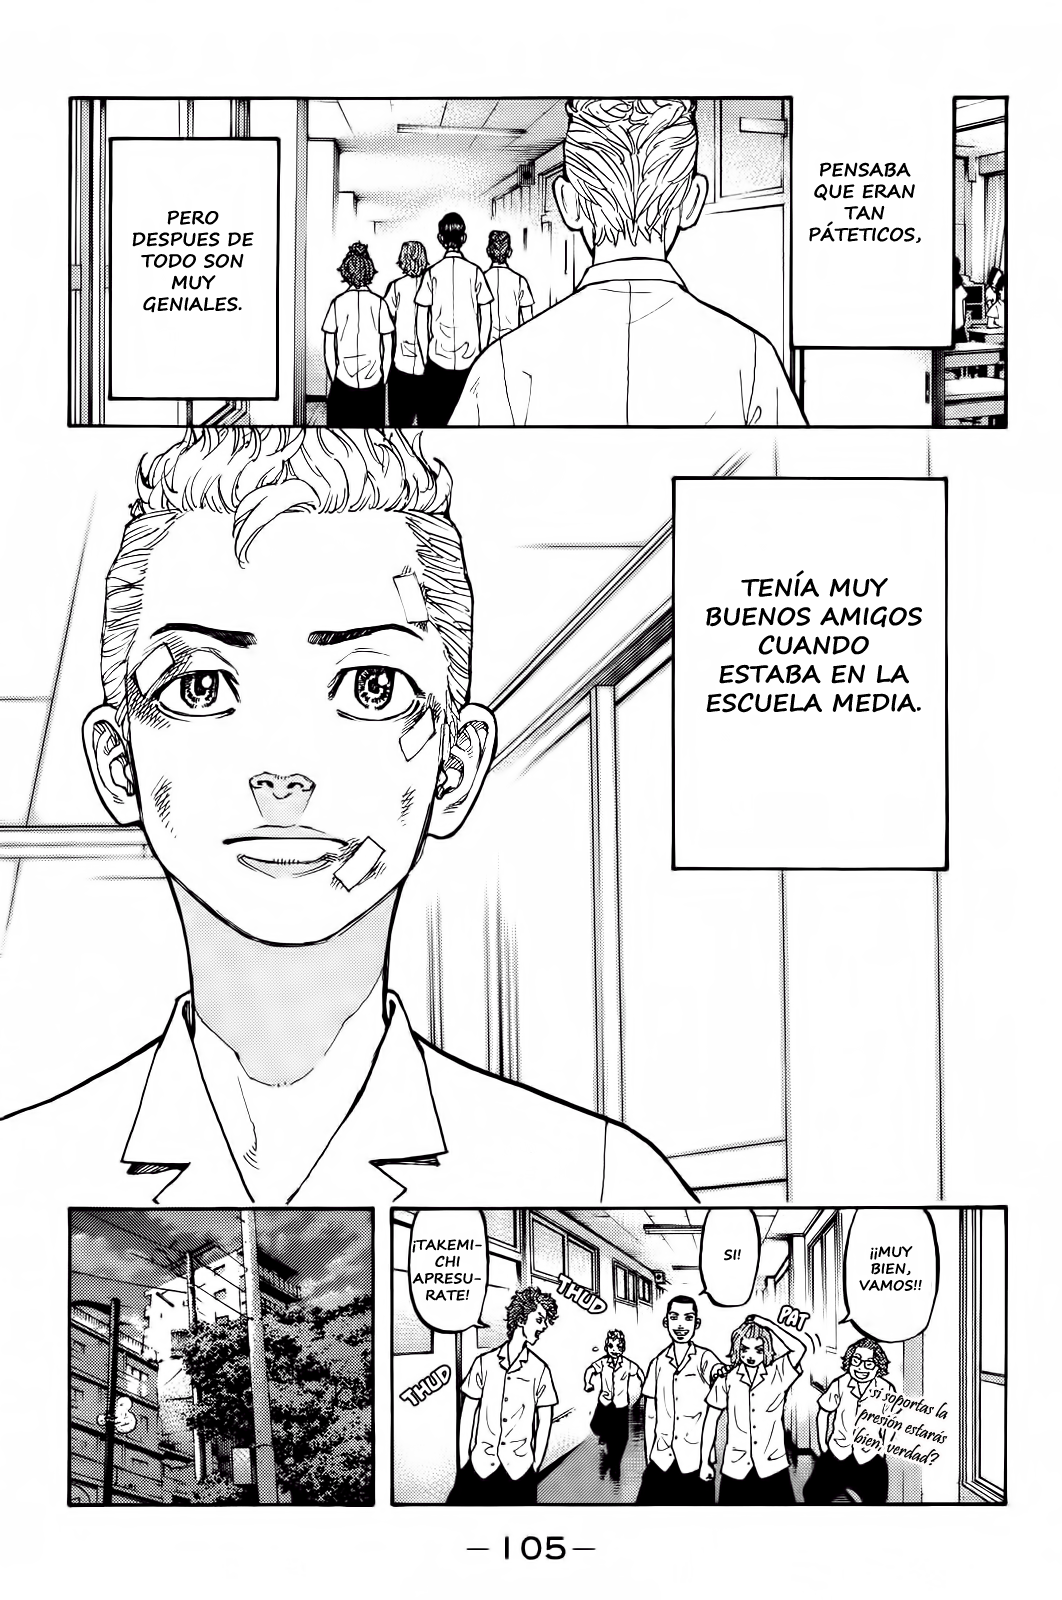 PENSABA
QUE ERAN
TAN
PÁTETICOS,
PERO
DESPUES DE
TODO SON
MUY
GENIALES.
TENÍA MUY
BUENOS AMIGOS
CUANDO
ESTABA EN LA
ESCUELA MEDIA.
¡¡MUY
BIEN,
VAMOS!!
SI!
¡TAKEMI-
CHI
APRESU-
RATE!
THUD
THUD
PAT
si soportas la
presión estarás
bien, verdad?
— 105 —